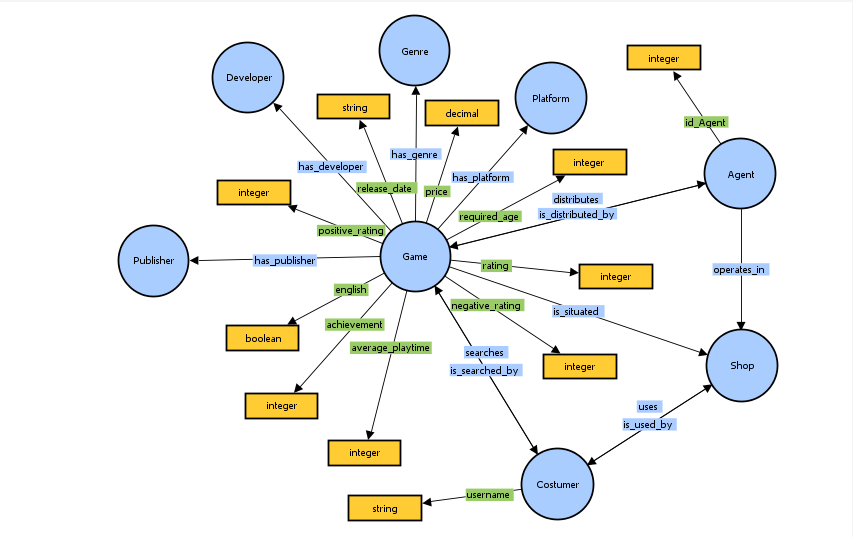 Genre
integer
Developer
Platform
string
decimal
id_Agent
has_genre
integer
has_developer
has_platform
Agent
release_date
price
integer
distributes
required_age
is_distributed_by
positive_rating
Publisher
has_publisher
Game
rating
operates_in
integer
english
negative_rating
is_situated
achievement
boolean
average_playtime
searches
integer
Shop
is_searched_by
integer
uses
is_used_by
integer
Costumer
username
string